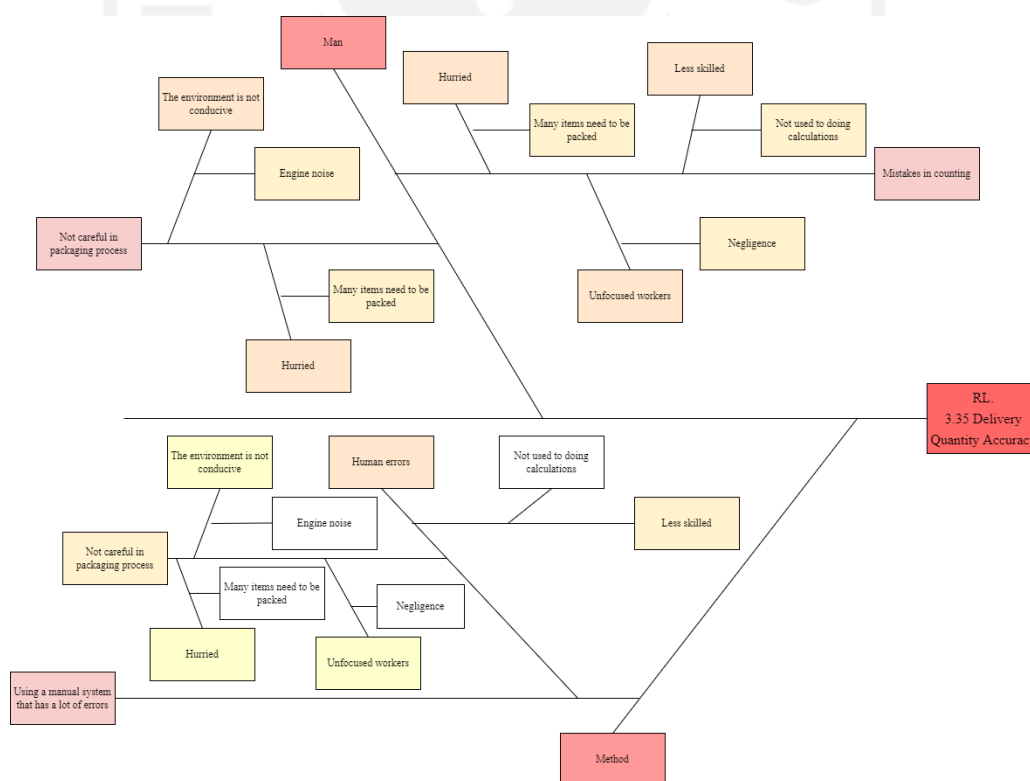 Man
Hurried
Less skilled
The environment is not
conducive
Many items need to be
packed
Not used to doing
calculations
Engine noise
Mistakes in counting
Not careful in
packaging process
Negligence
Many items need to be
packed
Unfocused workers
Hurried
RL.
3.35 Delivery
Quantity Accurac
The environment is not
conducive
Human errors
Not used to doing
calculations
Engine noise
Less skilled
Not careful in
packaging process
Many items need to be
packed
Negligence
Hurried
Unfocused workers
Using a manual system
that has a lot of errors
Method